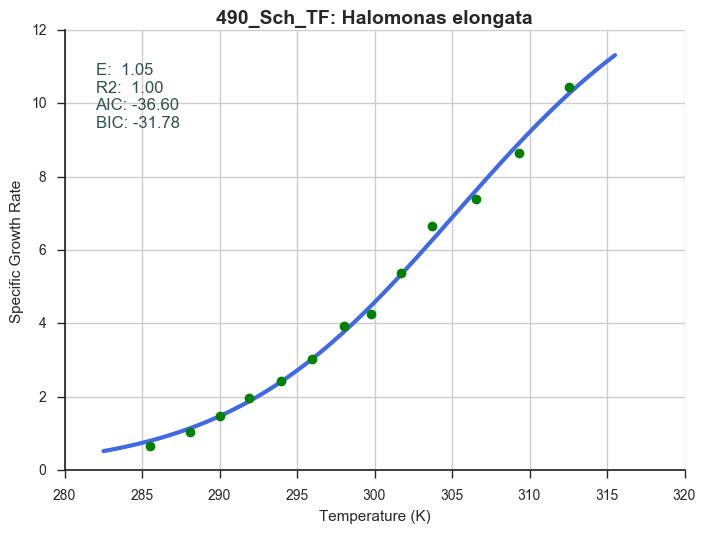 490_Sch_TF: Halomonas elongata
E:  1.05
R2:  1.00
AIC: -36.60
BIC: -31.78
Specific Growth Rate
12
10
8
6
4
2
0
280 285 290 295 300 305 310 315 320
Temperature (K)